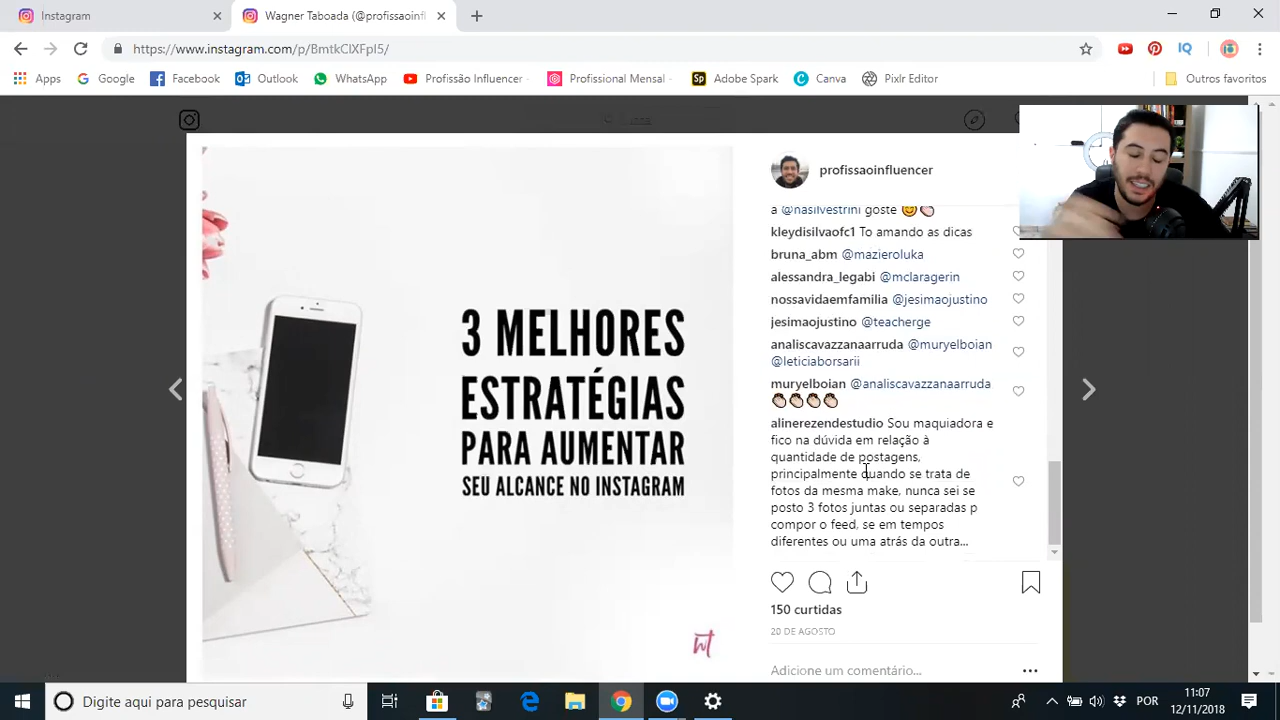 Instagram
Wagner Taboada (@profissaoinfl
https://www.instagram.com/p/BmtkClXFpI5/
Apps
Google
Facebook
Outlook
WhatsApp
Profissão Influencer -
Profissional Mensal -
Adobe Spark
Canva
Pixlr Editor
Outros favoritos
profissaoinfluencer
a @nasilvestrini goste
kleydisilvaofc1 To amando as dicas
bruna_abm @mazieroluka
alessandra_legabi @mclaragerin
nossavidaemfamilia @jesimaojustino
jesimaojustino @teacherge
analiscavazzanaarruda @muryelboian
@leticiaborsarii
muryelboian @analiscavazzanaarruda
alinerezendestudio Sou maquiadora e
fico na dúvida em relação à
quantidade de postagens,
principalmente quando se trata de
fotos da mesma make, nunca sei se
posto 3 fotos juntas ou separadas p
compor o feed, se em tempos
diferentes ou uma atrás da outra...
150 curtidas
20 DE AGOSTO
Adicione um comentário...
3 MELHORES
ESTRATÉGIAS
PARA AUMENTAR
SEU ALCANCE NO INSTAGRAM
wt
Digite aqui para pesquisar
POR
11:07
12/11/2018